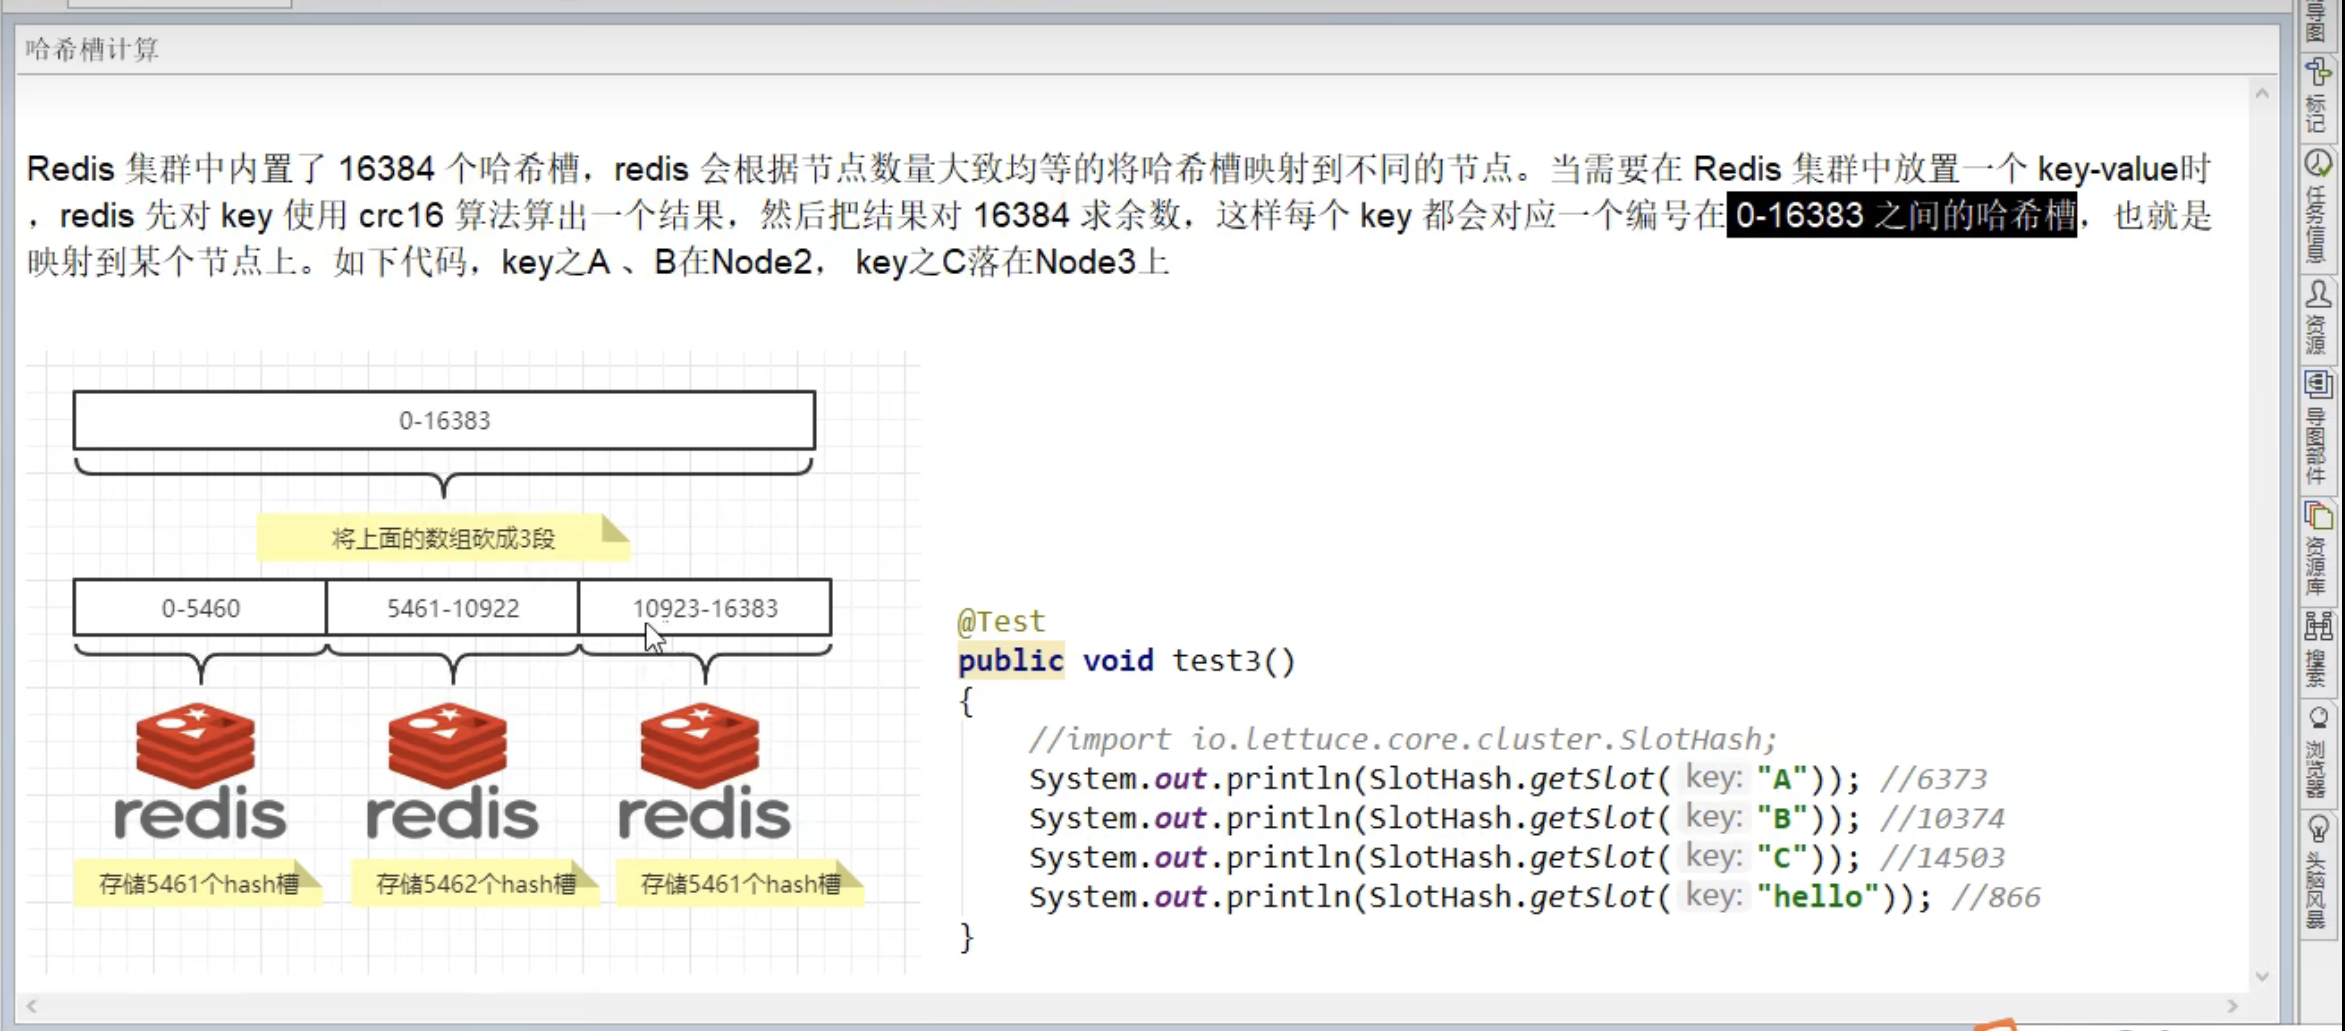 哈希槽计算
Redis 集群中内置了 16384 个哈希槽，redis 会根据节点数量大致均等的将哈希槽映射到不同的节点。当需要在 Redis 集群中放置一个 key-value时
，redis 先对 key 使用 crc16 算法算出一个结果，然后把结果对 16384 求余数，这样每个 key 都会对应一个编号在 0-16383 之间的哈希槽，也就是
映射到某个节点上。如下代码，key之A 、B在Node2， key之C落在Node3上
0-16383
将上面的数组砍成3段
0-5460 5461-10922 10923-16383
redis redis redis
存储5461个hash槽 存储5462个hash槽 存储5461个hash槽
@Test
public void test3()
{
//import io.lettuce.core.cluster.SlotHash;
System.out.println(SlotHash.getSlot( key: "A")); //6373
System.out.println(SlotHash.getSlot( key: "B")); //10374
System.out.println(SlotHash.getSlot( key: "C")); //14503
System.out.println(SlotHash.getSlot( key: "hello")); //866
}
导图
标记
任务信息
资源
导图部件
资源库
搜索
浏览器
头脑风暴